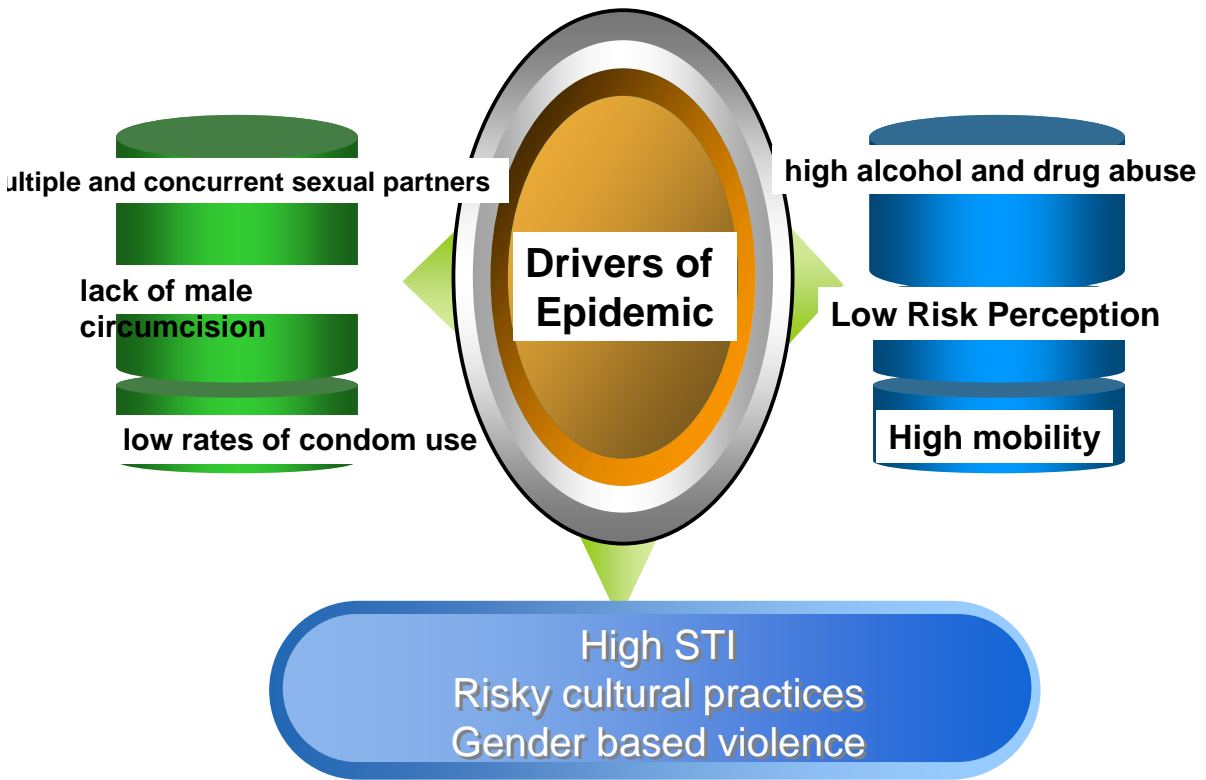 ultiple and concurrent sexual partners
lack of male
circumcision
low rates of condom use
Drivers of
Epidemic
high alcohol and drug abuse
Low Risk Perception
High mobility
High STI
Risky cultural practices
Gender based violence